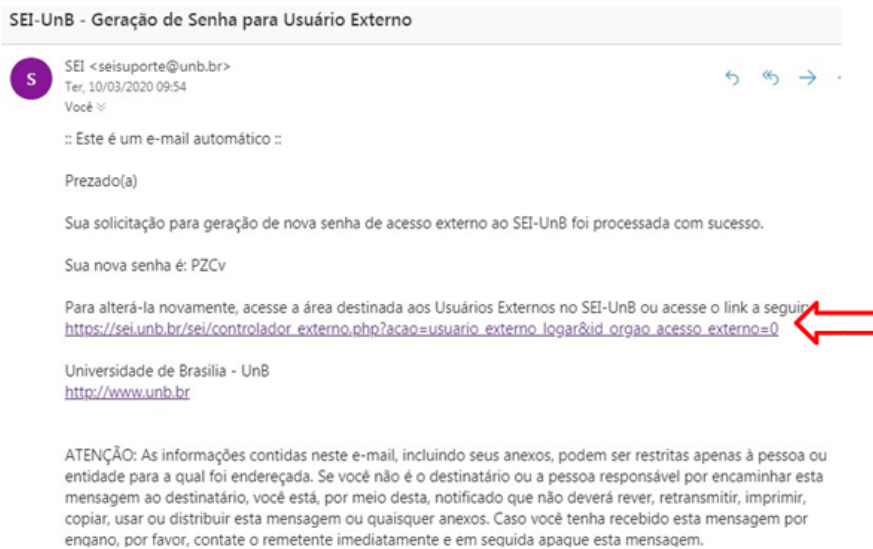 SEI-UnB - Geração de Senha para Usuário Externo
S
SEI <seisuporte@unb.br>
Ter, 10/03/2020 09:54
Você
:: Este é um e-mail automático ::
Prezado(a)
Sua solicitação para geração de nova senha de acesso externo ao SEI-UnB foi processada com sucesso.
Sua nova senha é: PZCv
Para alterá-la novamente, acesse a área destinada aos Usuários Externos no SEI-UnB ou acesse o link a seguir:
https://sei.unb.br/sei/controlador_externo.php?acao=usuario_externo_logar&id_orgao_acesso_externo=0
Universidade de Brasilia - UnB
http://www.unb.br
ATENÇÃO: As informações contidas neste e-mail, incluindo seus anexos, podem ser restritas apenas à pessoa ou
entidade para a qual foi endereçada. Se você não é o destinatário ou a pessoa responsável por encaminhar esta
mensagem ao destinatário, você está, por meio desta, notificado que não deverá rever, retransmitir, imprimir,
copiar, usar ou distribuir esta mensagem ou quaisquer anexos. Caso você tenha recebido esta mensagem por
engano, por favor, contate o remetente imediatamente e em seguida apague esta mensagem.